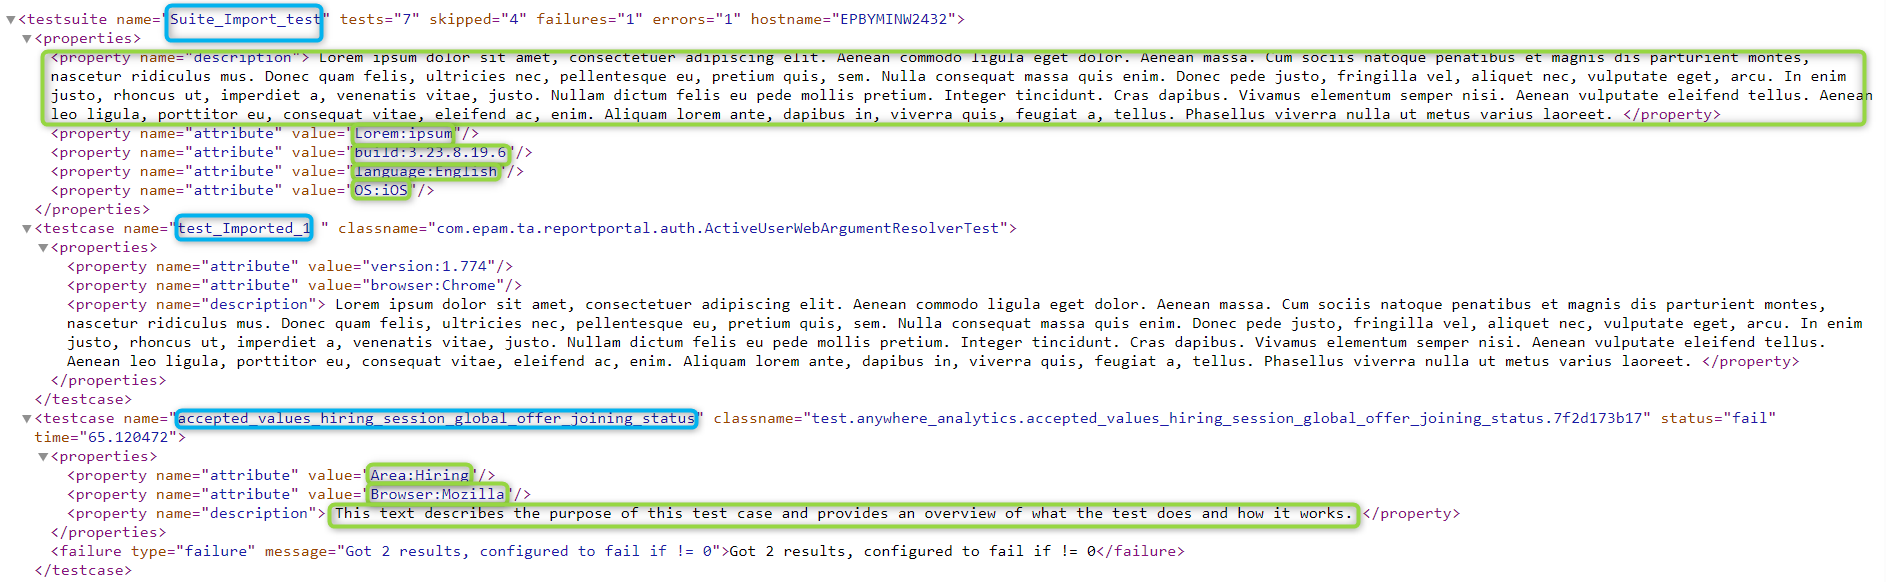 <testsuite name="Suite_Import_test" tests="7" skipped="4" failures="1" errors="1" hostname="EPBYMINW2432">
<properties>
<property name="description"> Lorem ipsum dolor sit amet, consectetuer adipiscing elit. Aenean commodo ligula eget dolor. Aenean massa. Cum sociis natoque penatibus et magnis dis parturient montes,
nascetur ridiculus mus. Donec quam felis, ultricies nec, pellentesque eu, pretium quis, sem. Nulla consequat massa quis enim. Donec pede justo, fringilla vel, aliquet nec, vulputate eget, arcu. In enim
justo, rhoncus ut, imperdiet a, venenatis vitae, justo. Nullam dictum felis eu pede mollis pretium. Integer tincidunt. Cras dapibus. Vivamus elementum semper nisi. Aenean vulputate eleifend tellus. Aenean
leo ligula, porttitor eu, consequat vitae, eleifend ac, enim. Aliquam lorem ante, dapibus in, viverra quis, feugiat a, tellus. Phasellus viverra nulla ut metus varius laoreet. </property>
<property name="attribute" value="Lorem:ipsum"/>
<property name="attribute" value="build:3.23.8.19.6"/>
<property name="attribute" value="language:English"/>
<property name="attribute" value="OS:iOS"/>
</properties>
<testcase name="test_Imported_1 " classname="com.epam.ta.reportportal.auth.ActiveUserWebArgumentResolverTest">
<properties>
<property name="attribute" value="version:1.774"/>
<property name="attribute" value="browser:Chrome"/>
<property name="description"> Lorem ipsum dolor sit amet, consectetuer adipiscing elit. Aenean commodo ligula eget dolor. Aenean massa. Cum sociis natoque penatibus et magnis dis parturient montes,
nascetur ridiculus mus. Donec quam felis, ultricies nec, pellentesque eu, pretium quis, sem. Nulla consequat massa quis enim. Donec pede justo, fringilla vel, aliquet nec, vulputate eget, arcu. In enim
justo, rhoncus ut, imperdiet a, venenatis vitae, justo. Nullam dictum felis eu pede mollis pretium. Integer tincidunt. Cras dapibus. Vivamus elementum semper nisi. Aenean vulputate eleifend tellus.
Aenean leo ligula, porttitor eu, consequat vitae, eleifend ac, enim. Aliquam lorem ante, dapibus in, viverra quis, feugiat a, tellus. Phasellus viverra nulla ut metus varius laoreet. </property>
</properties>
</testcase>
<testcase name="accepted_values_hiring_session_global_offer_joining_status" classname="test.anywhere_analytics.accepted_values_hiring_session_global_offer_joining_status.7f2d173b17" status="fail"
time="65.120472">
<properties>
<property name="attribute" value="Area:Hiring"/>
<property name="attribute" value="Browser:Mozilla"/>
<property name="description"> This text describes the purpose of this test case and provides an overview of what the test does and how it works. </property>
</properties>
<failure type="failure" message="Got 2 results, configured to fail if != 0">Got 2 results, configured to fail if != 0</failure>
</testcase>